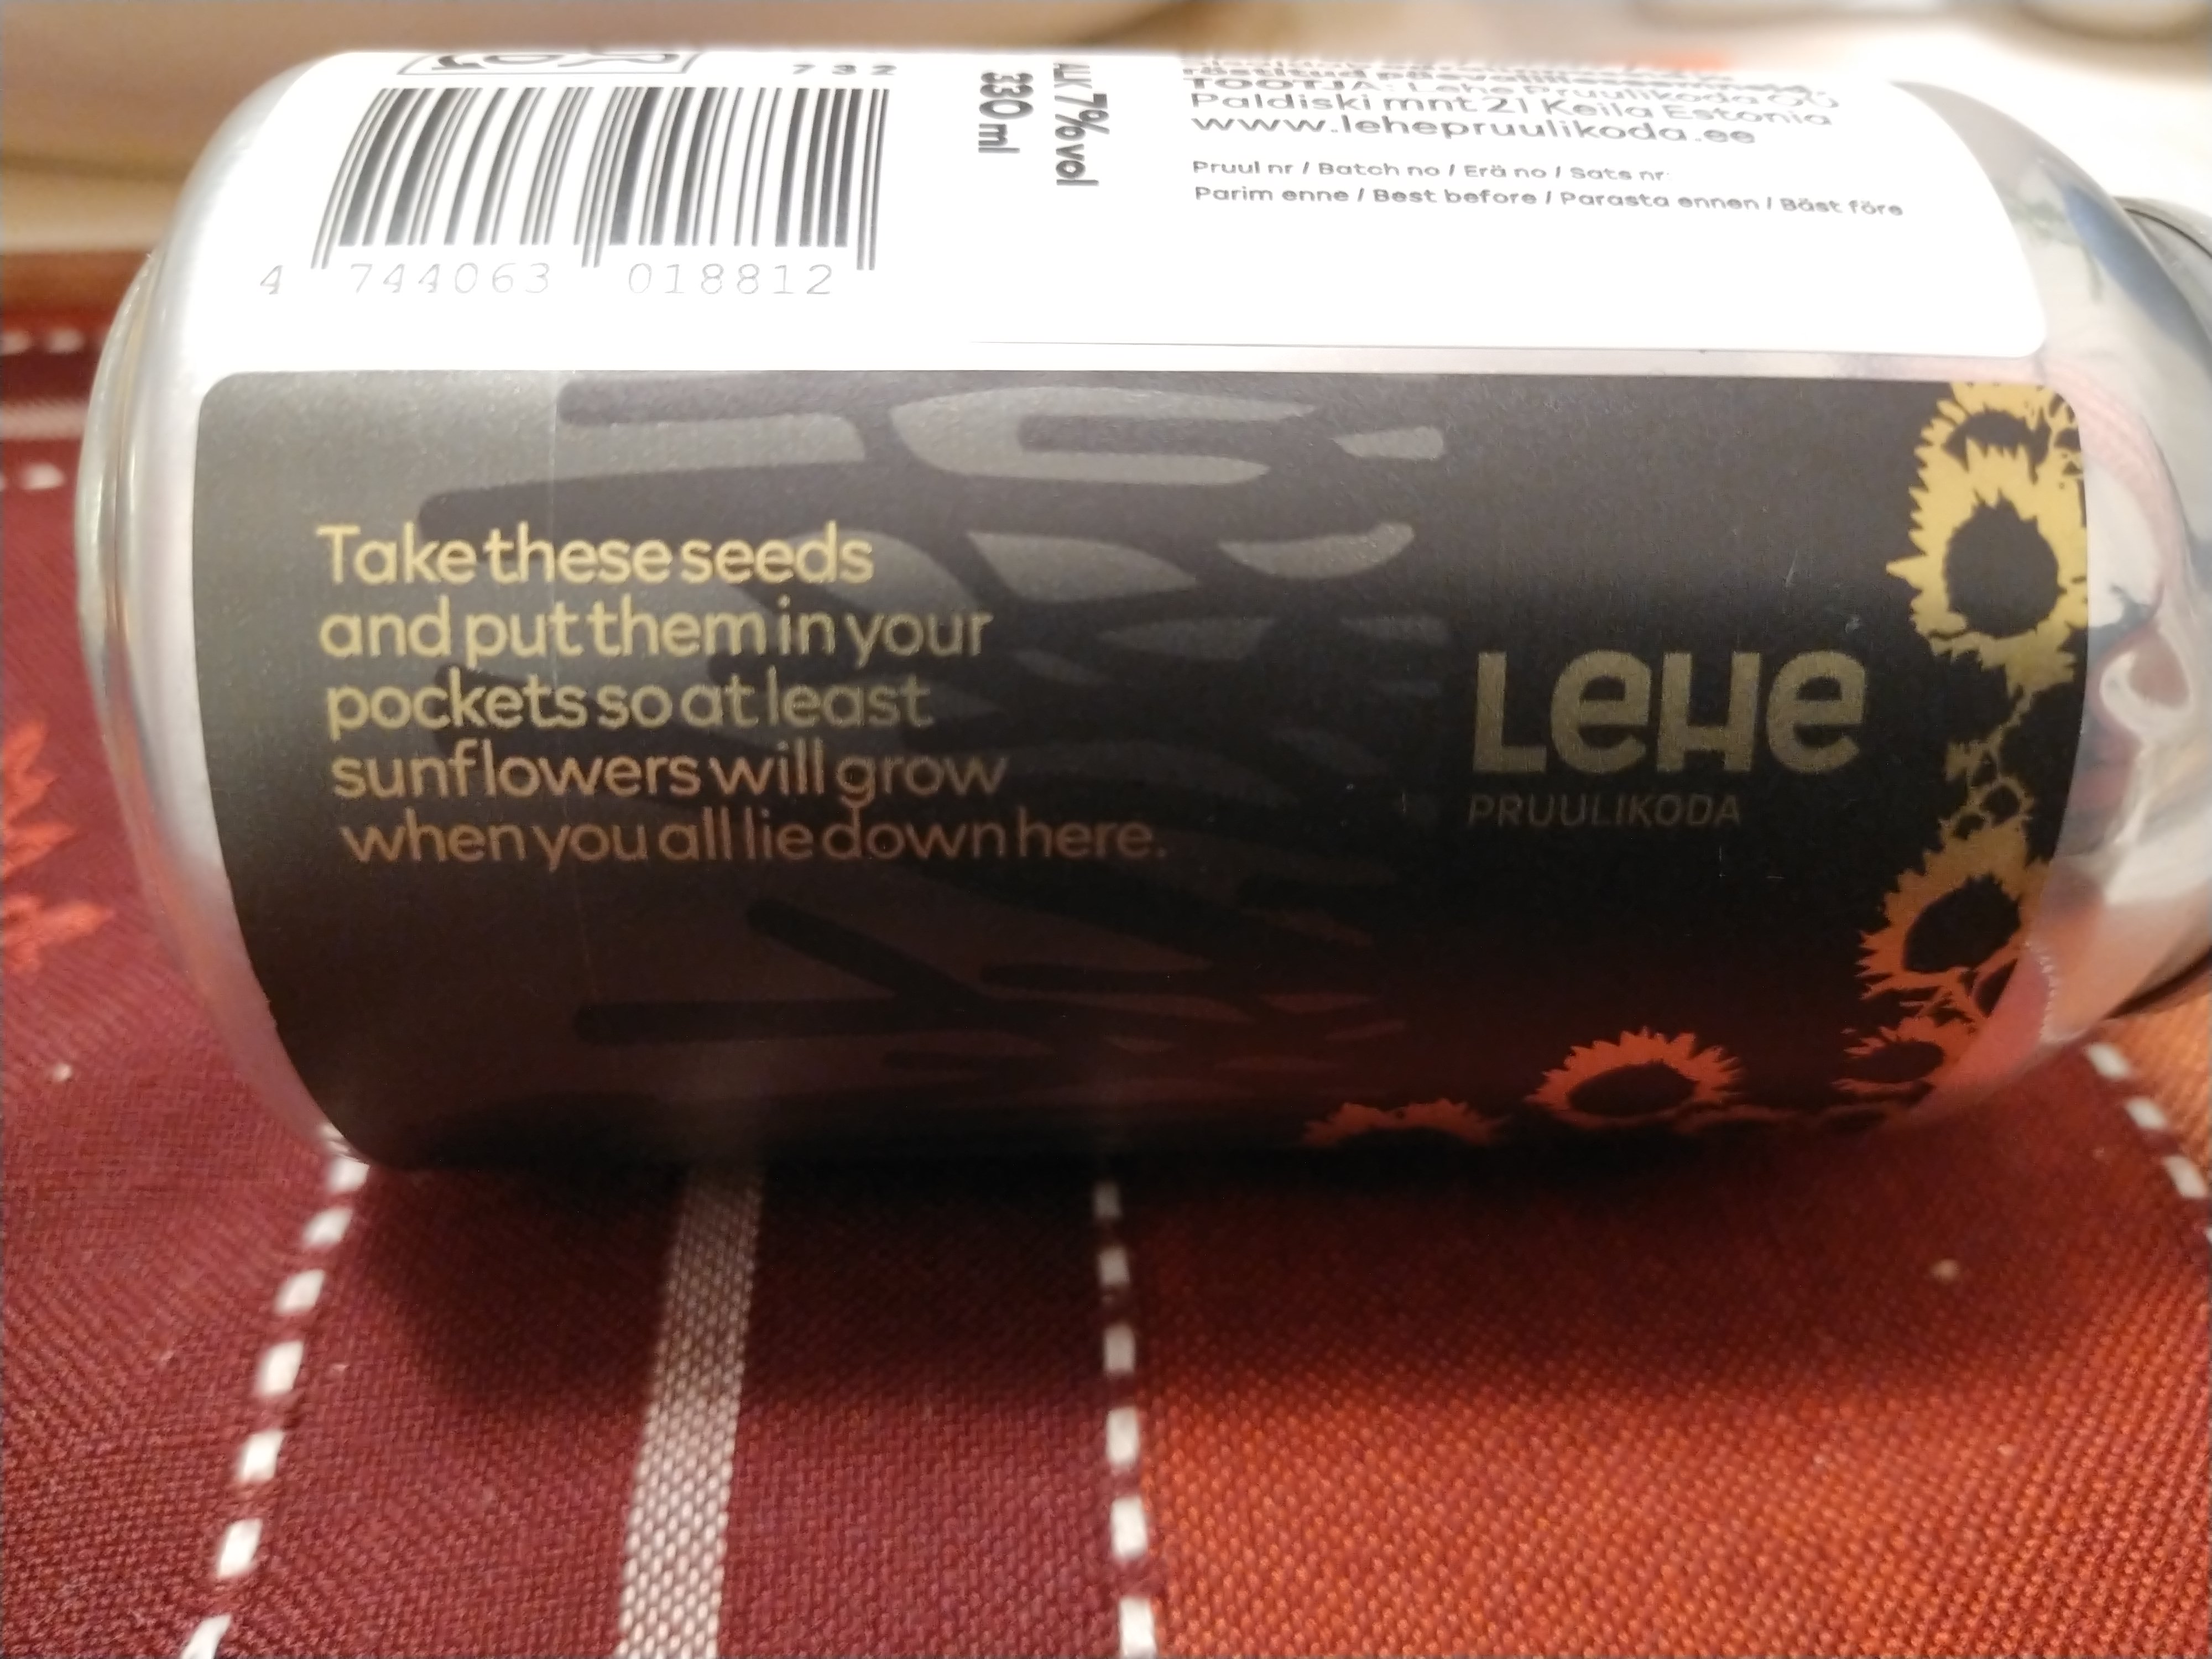 732
4 744063 018812
ALK 7% vol
330 ml
röstitud päevalilleseemneid.
TOOTJA: Lehe Pruulikoda OÜ
Paldiski mnt 21 Keila Estonia
www.lehepruulikoda.ee
Pruul nr / Batch no / Erä no / Sats nr
Parim enne / Best before / Parasta ennen / Bäst före
Take these seeds
and put them in your
pockets so at least
sunflowers will grow
when you all lie down here.
LEHE
PRUULIKODA